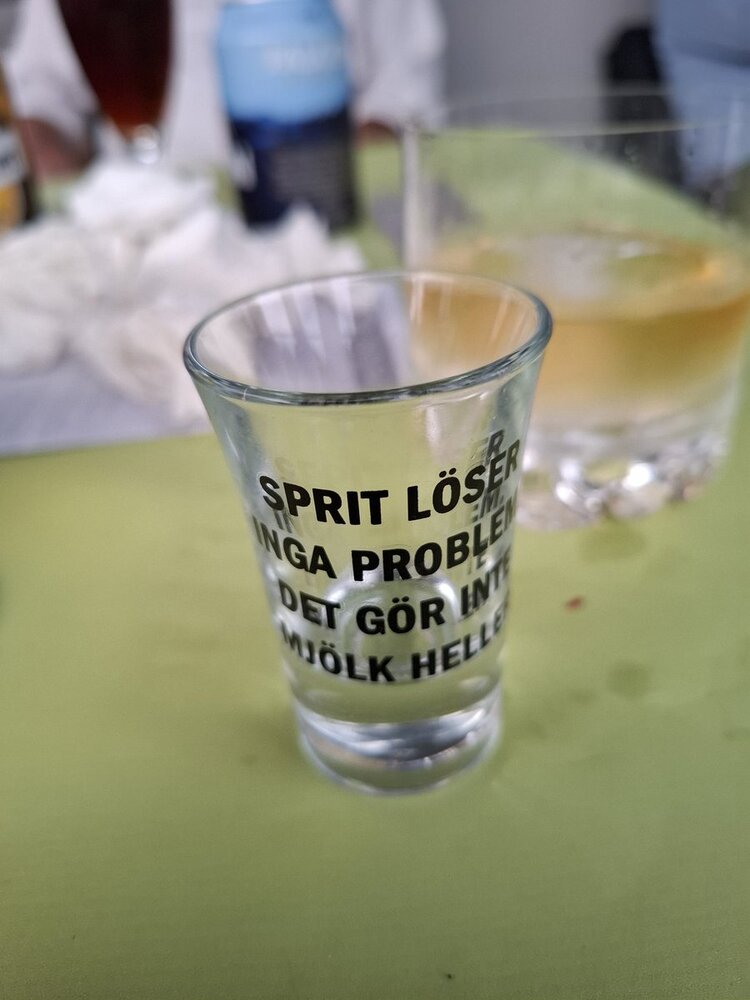 SPRIT LÖSER
INGA PROBLEM
DET GÖR INTE
MJÖLK HELLER